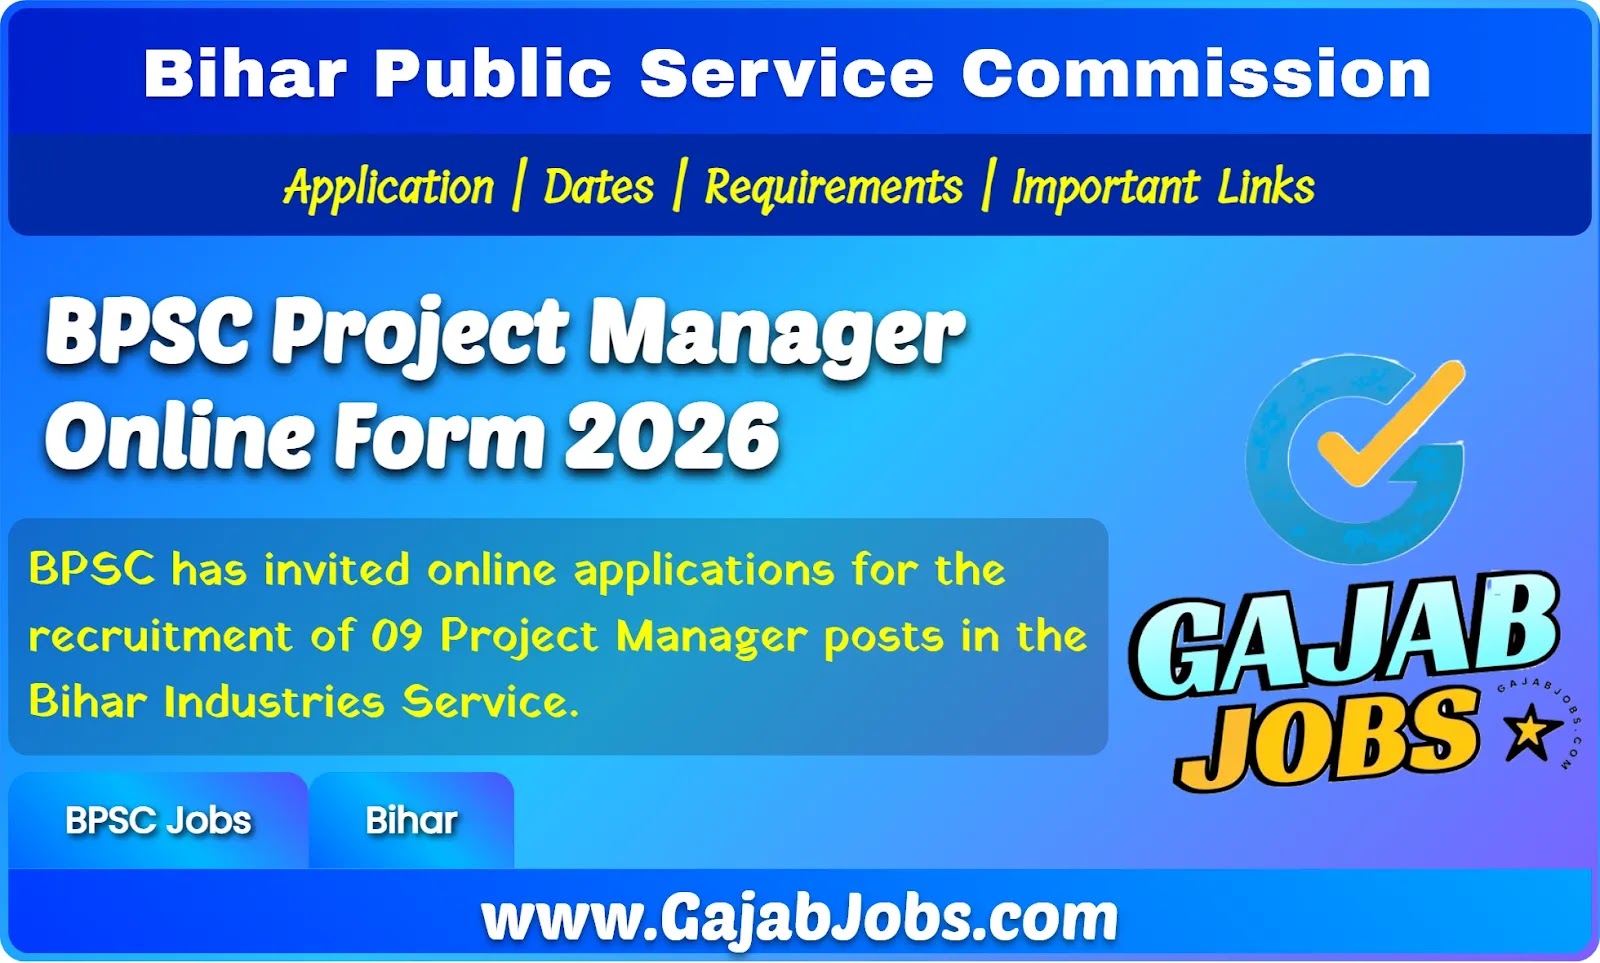 Bihar Public Service Commission
Application | Dates | Requirements | Important Links
BPSC Project Manager
Online Form 2026
BPSC has invited online applications for the
recruitment of 09 Project Manager posts in the
Bihar Industries Service.
GAJAB
JOBS
GAJABJOBS.COM
BPSC Jobs
Bihar
www.GajabJobs.com